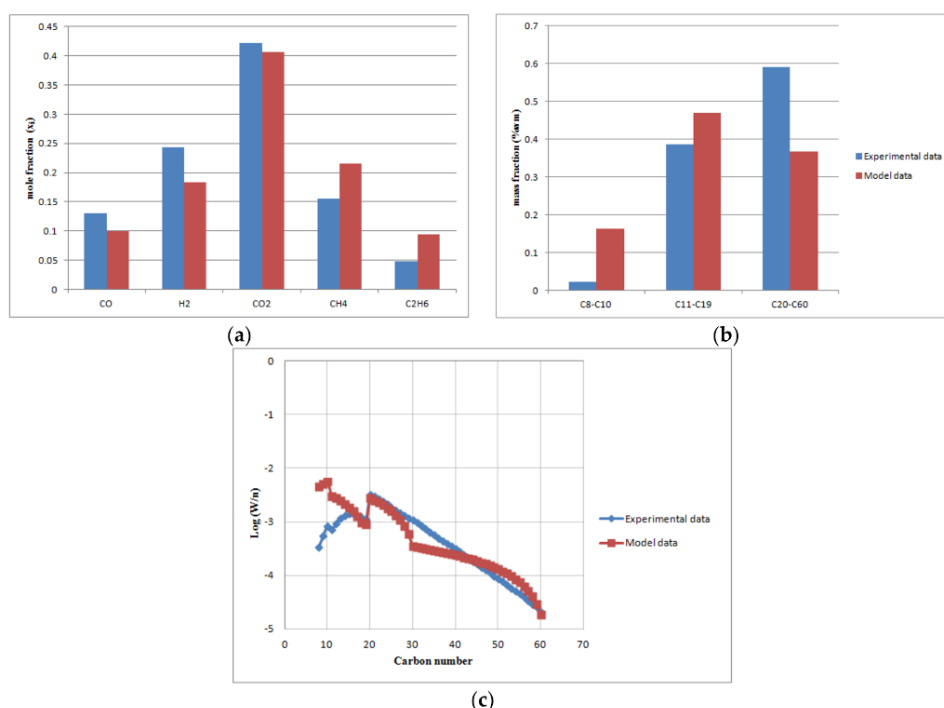 0.5
0.45
0.4
0.35
0.3
0.25
0.2
0.15
0.1
0.05
0
mole fraction (xi)
CO H2 CO2 CH4 C2H6
(a)
0.7
0.6
0.5
0.4
0.3
0.2
0.1
0
mass fraction
C8-C10 C11-C19 C20-C60
Experimental data
Model data
(b)
0
-1
-2
-3
-4
-5
Log (W/n)
0 10 20 30 40 50 60 70
Carbon number
Experimental data
Model data
(c)